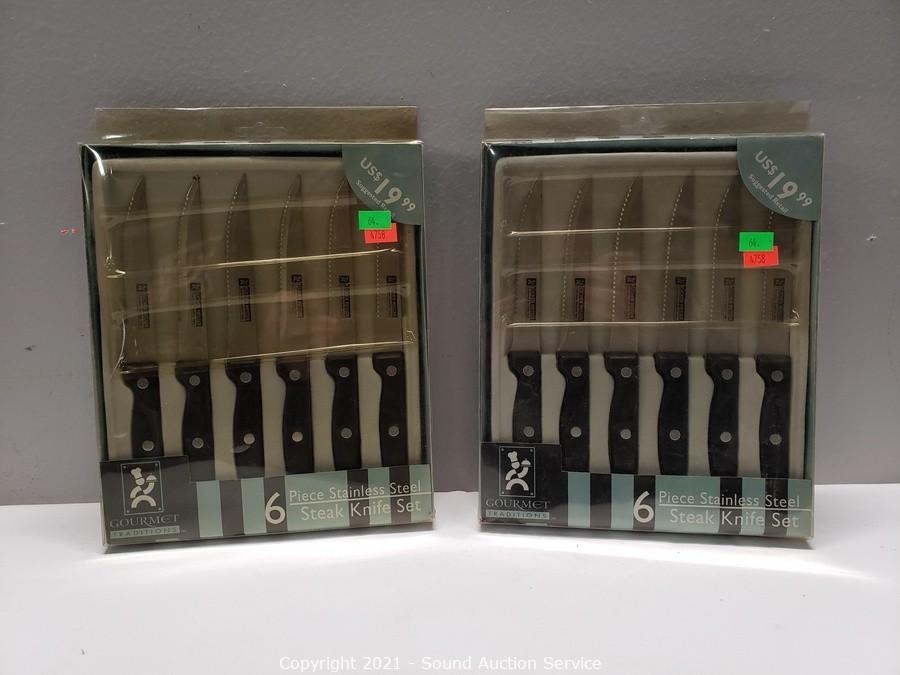 US$19.99
Suggested Retail
64.
4758
GOURMET
TRADITIONS
6 Piece Stainless Steel
Steak Knife Set
US$19.99
Suggested Retail
64.
4758
GOURMET
TRADITIONS
6 Piece Stainless Steel
Steak Knife Set
Copyright 2021 - Sound Auction Service